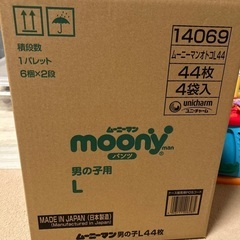 積段数
1パレット
6梱×2段
14069
ムーニーマンオトコL44
44枚
4袋入
unicharm
ユニ・チャーム
ムーニーマン
moony man
パンツ
男の子用
L
MADE IN JAPAN【日本製造】
(Manufactured in Japan)
ムーニーマン 男の子L44枚